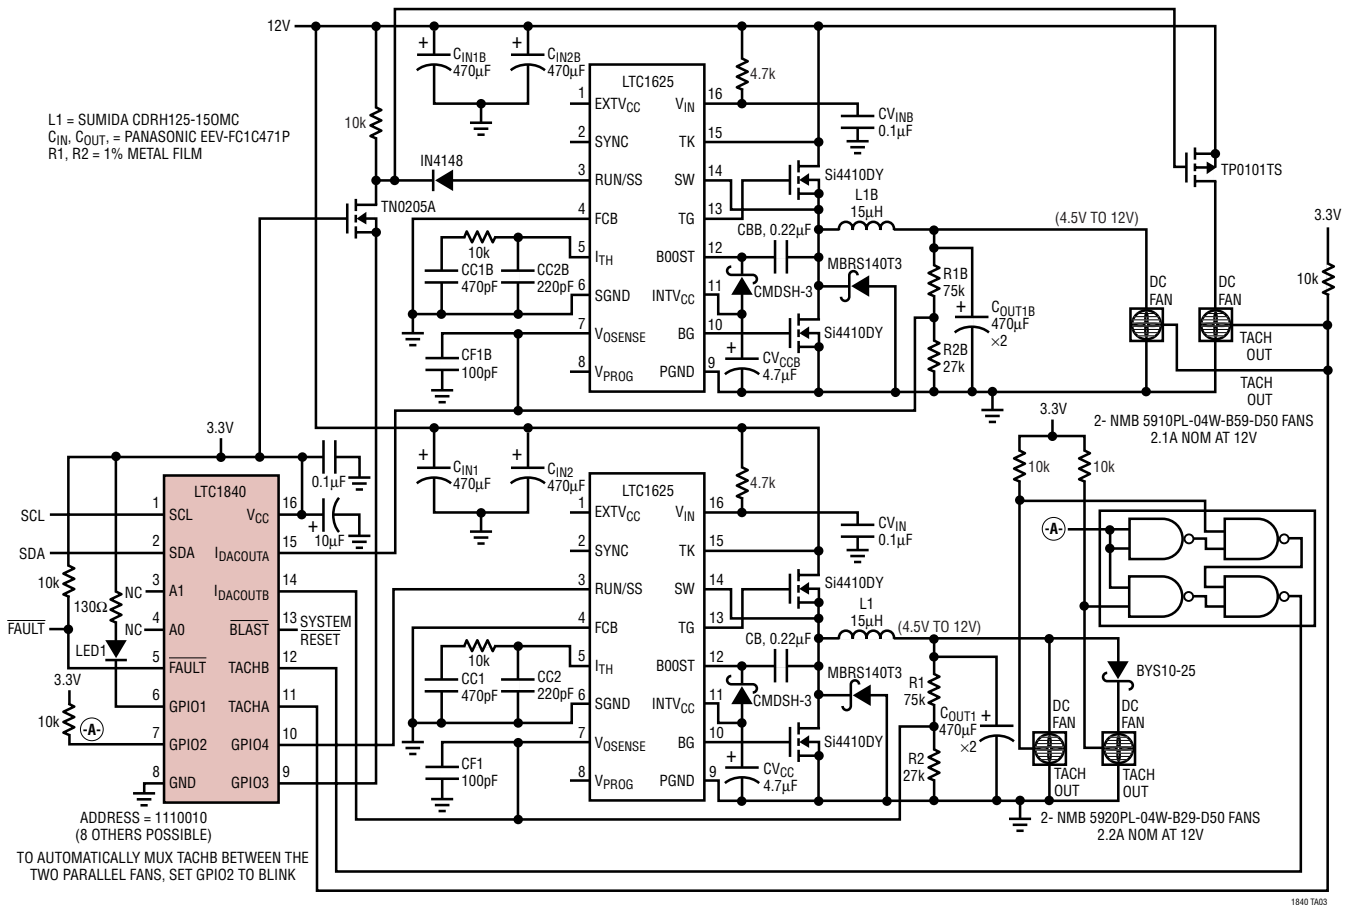 12V
L1 = SUMIDA CDRH125-150MC
CIN, COUT, = PANASONIC EEV-FC1C471P
R1, R2 = 1% METAL FILM
+
CIN1B
470µF
+
CIN2B
470µF
10k
IN4148
TN0205A
LTC1625
1
EXTVCC
2
SYNC
3
RUN/SS
4
FCB
5
ITH
6
SGND
7
VOSENSE
8
VPROG
16
VIN
15
TK
14
SW
13
TG
12
BOOST
11
INTVCC
10
BG
9
PGND
4.7k
CVINB
0.1µF
Si4410DY
L1B
15µH
CBB, 0.22µF
MBRS140T3
CMDSH-3
Si4410DY
+
CVCCB
4.7µF
10k
CC1B
470pF
CC2B
220pF
CF1B
100pF
R1B
75k
R2B
27k
+
COUT1B
470µF
×2
(4.5V TO 12V)
TP0101TS
3.3V
10k
DC
FAN
DC
FAN
TACH
OUT
TACH
OUT
2- NMB 5910PL-04W-B59-D50 FANS
2.1A NOM AT 12V
3.3V
0.1µF
+
10µF
LTC1840
1
SCL
SCL
2
SDA
SDA
3
NC
A1
4
NC
A0
5
FAULT
6
GPIO1
7
GPIO2
8
GND
16
VCC
15
IDACOUTA
14
IDACOUTB
13
BLAST
SYSTEM
RESET
12
TACHB
11
TACHA
10
GPIO4
9
GPIO3
10k
130Ω
FAULT
LED1
3.3V
10k
-A-
ADDRESS = 1110010
(8 OTHERS POSSIBLE)
TO AUTOMATICALLY MUX TACHB BETWEEN THE
TWO PARALLEL FANS, SET GPIO2 TO BLINK
+
CIN1
470µF
+
CIN2
470µF
LTC1625
1
EXTVCC
2
SYNC
3
RUN/SS
4
FCB
5
ITH
6
SGND
7
VOSENSE
8
VPROG
16
VIN
15
TK
14
SW
13
TG
12
BOOST
11
INTVCC
10
BG
9
PGND
4.7k
CVIN
0.1µF
Si4410DY
L1
15µH
(4.5V TO 12V)
CB, 0.22µF
MBRS140T3
CMDSH-3
Si4410DY
+
CVCC
4.7µF
10k
CC1
470pF
CC2
220pF
CF1
100pF
R1
75k
R2
27k
COUT1
+
470µF
×2
3.3V
10k
10k
-A-
BYS10-25
DC
FAN
DC
FAN
TACH
OUT
TACH
OUT
2- NMB 5920PL-04W-B29-D50 FANS
2.2A NOM AT 12V
1840 TA03